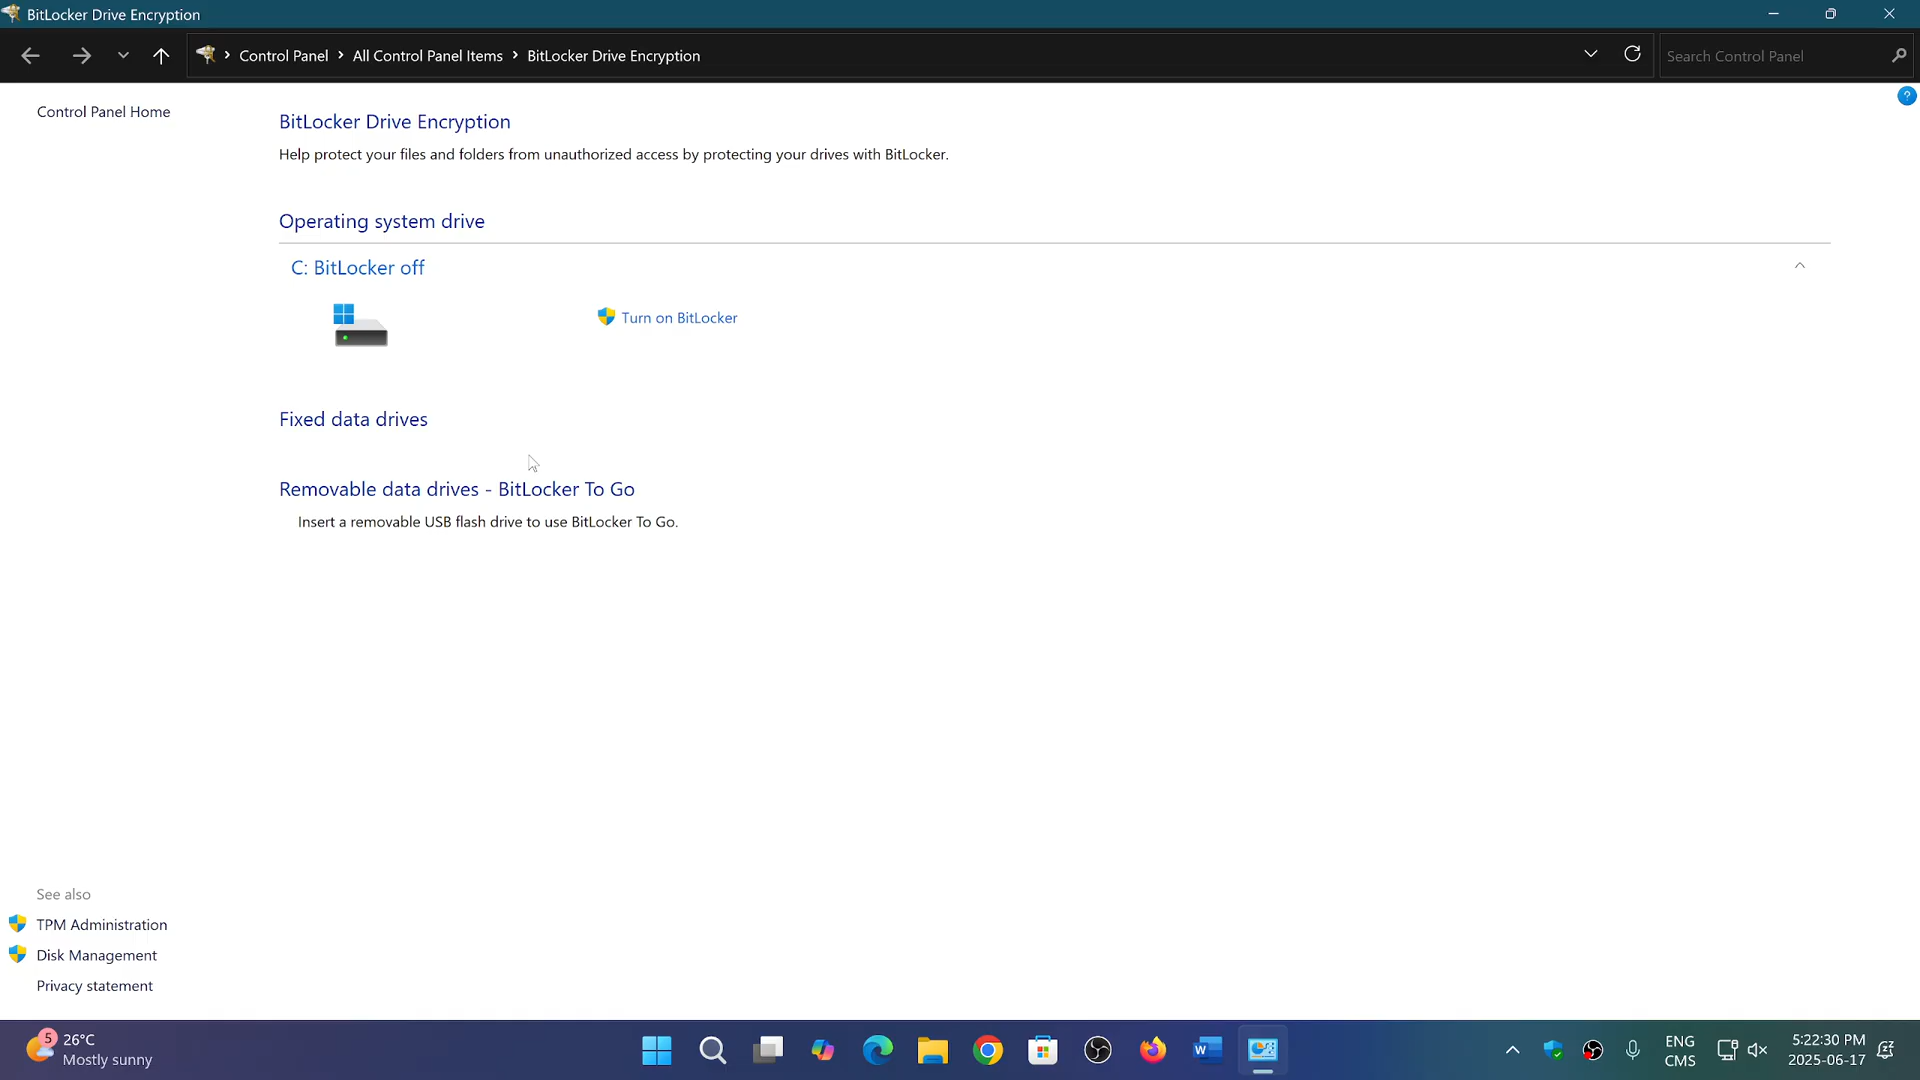 BitLocker Drive Encryption
Control Panel > All Control Panel Items > BitLocker Drive Encryption
Search Control Panel
?
Control Panel Home
BitLocker Drive Encryption
Help protect your files and folders from unauthorized access by protecting your drives with BitLocker.
Operating system drive
C: BitLocker off
Turn on BitLocker
Fixed data drives
Removable data drives - BitLocker To Go
Insert a removable USB flash drive to use BitLocker To Go.
See also
TPM Administration
Disk Management
Privacy statement
5
26°C
Mostly sunny
W
ENG
CMS
5:22:30 PM
2025-06-17